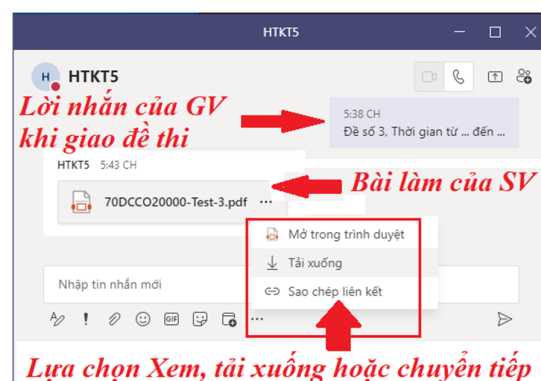 HTKT5
H HTKT5
Lời nhắn của GV
khi giao đề thi
5:38 CH
Đề số 3, Thời gian từ ... đến ...
HTKT5 5:43 CH
Bài làm của SV
70DCCO20000-Test-3.pdf ...
Mở trong trình duyệt
Tải xuống
Sao chép liên kết
Nhập tin nhắn mới
GIF
Lựa chọn Xem, tải xuống hoặc chuyển tiếp